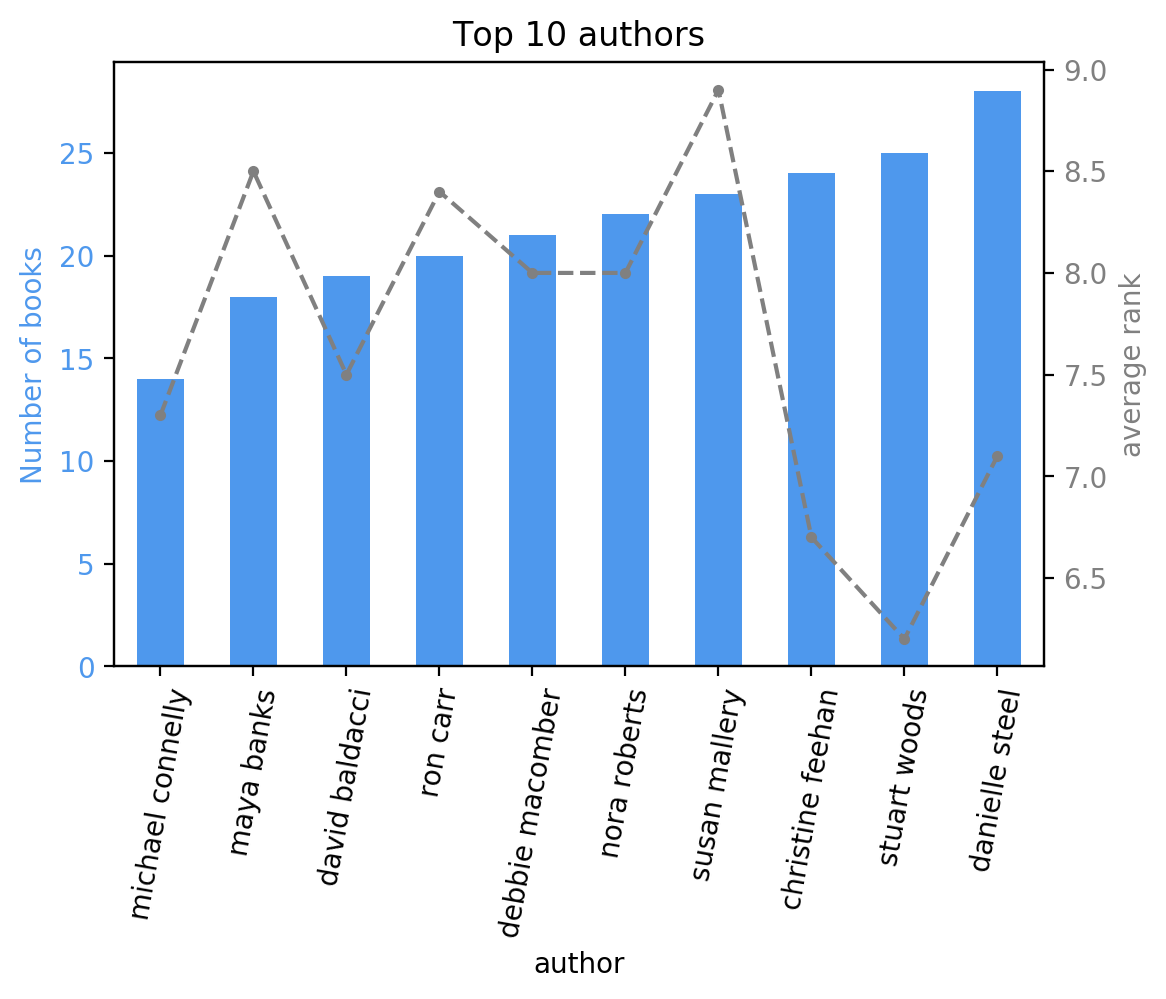 Top 10 authors
Number of books
25
20
15
10
5
0
9.0
8.5
8.0
7.5
7.0
6.5
average rank
michael connelly
maya banks
david baldacci
ron carr
debbie macomber
nora roberts
susan mallery
christine feehan
stuart woods
danielle steel
author